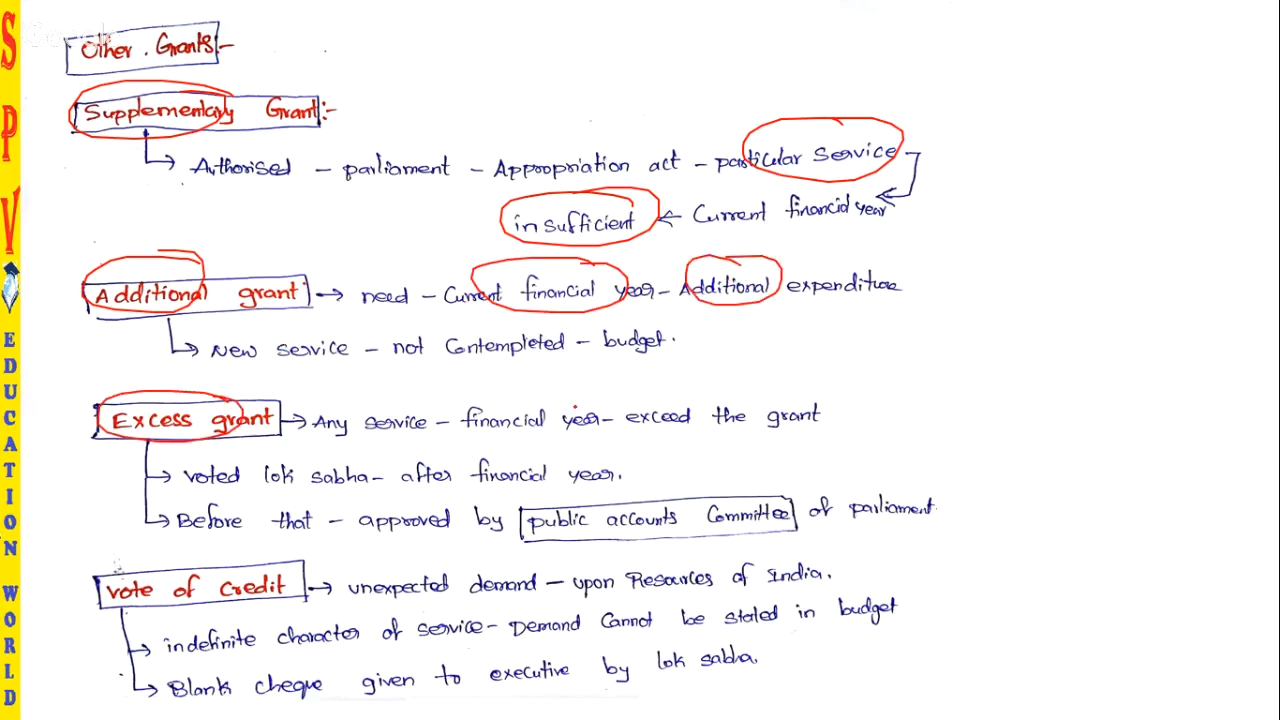 Other . Grants:-
Supplementary Grant:-
Authorised - parliament - Appropriation act - particular service
insufficient ← Current financial year
Additional grant → need - Current financial year - Additional expenditure
New service - not Contempleted - budget.
Excess grant → Any service - financial year - exceed the grant
voted lok sabha - after financial year.
Before that - approved by public accounts Committee of parliament.
vote of credit → unexpected demand - upon Resources of India.
indefinite character of service - Demand Cannot be stated in budget
Blank cheque given to executive by lok sabha.
SPV
EDUCATION
WORLD